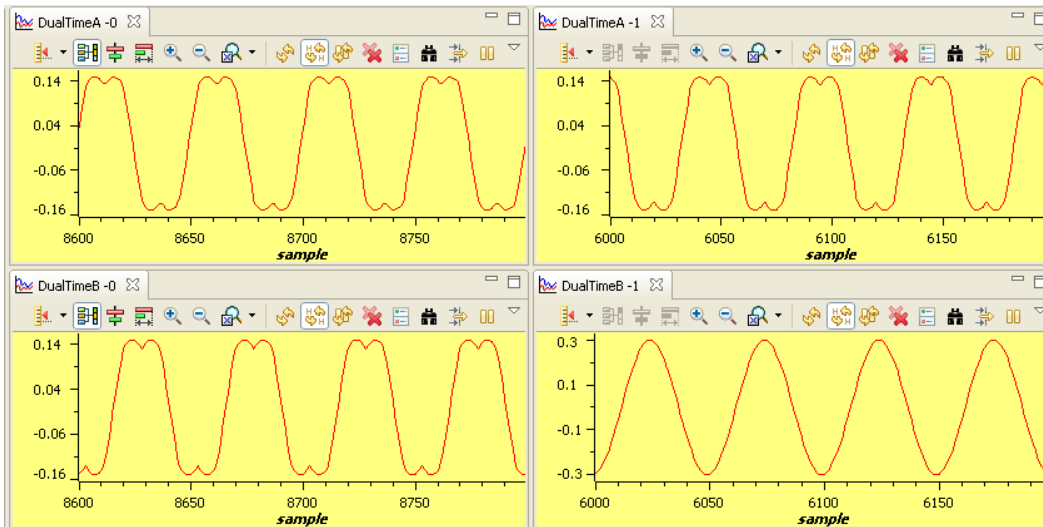 DualTimeA -0
0.14
0.04
-0.06
-0.16
8600 8650 8700 8750
sample
DualTimeA -1
0.14
0.04
-0.06
-0.16
6000 6050 6100 6150
sample
DualTimeB -0
0.14
0.04
-0.06
-0.16
8600 8650 8700 8750
sample
DualTimeB -1
0.3
0.1
-0.1
-0.3
6000 6050 6100 6150
sample